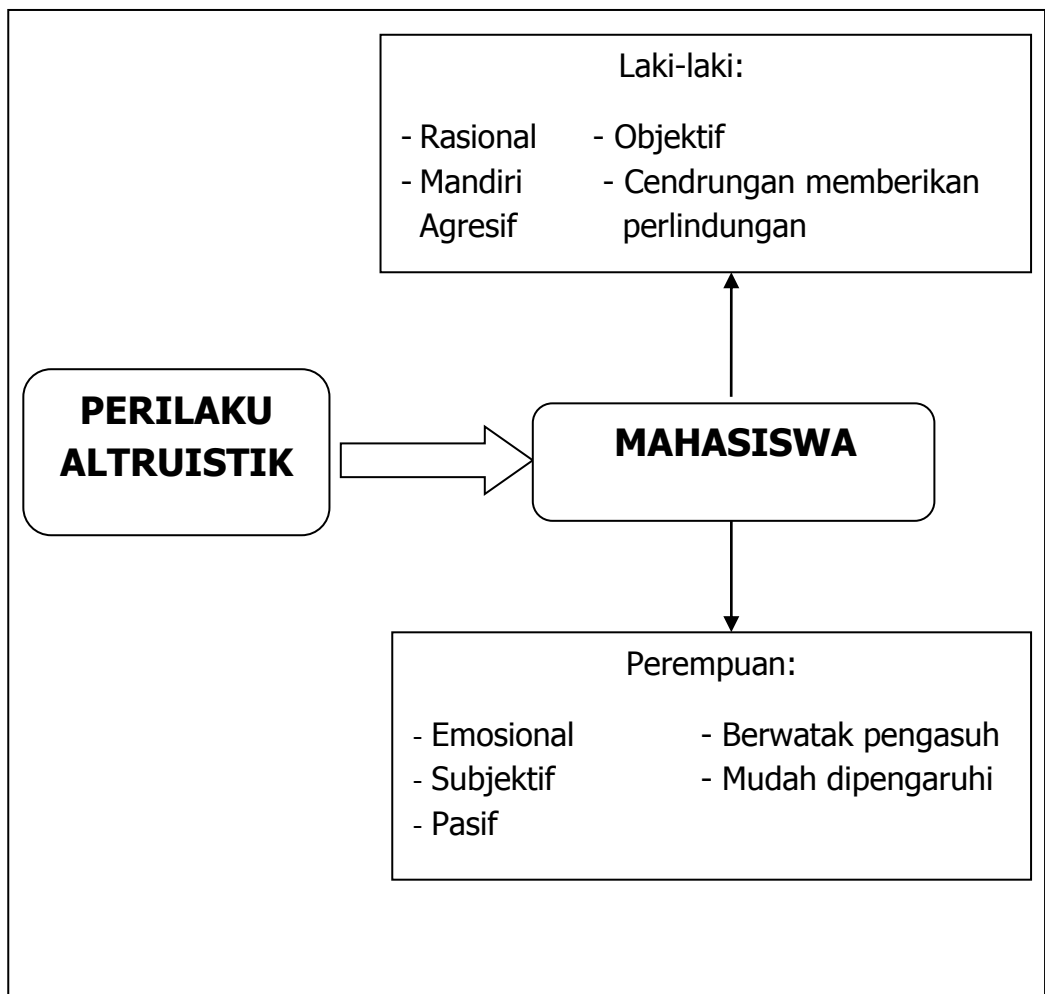 Laki-laki:
- Rasional - Objektif
- Mandiri - Cendrungan memberikan
Agresif perlindungan
PERILAKU
ALTRUISTIK
MAHASISWA
Perempuan:
- Emosional - Berwatak pengasuh
- Subjektif - Mudah dipengaruhi
- Pasif